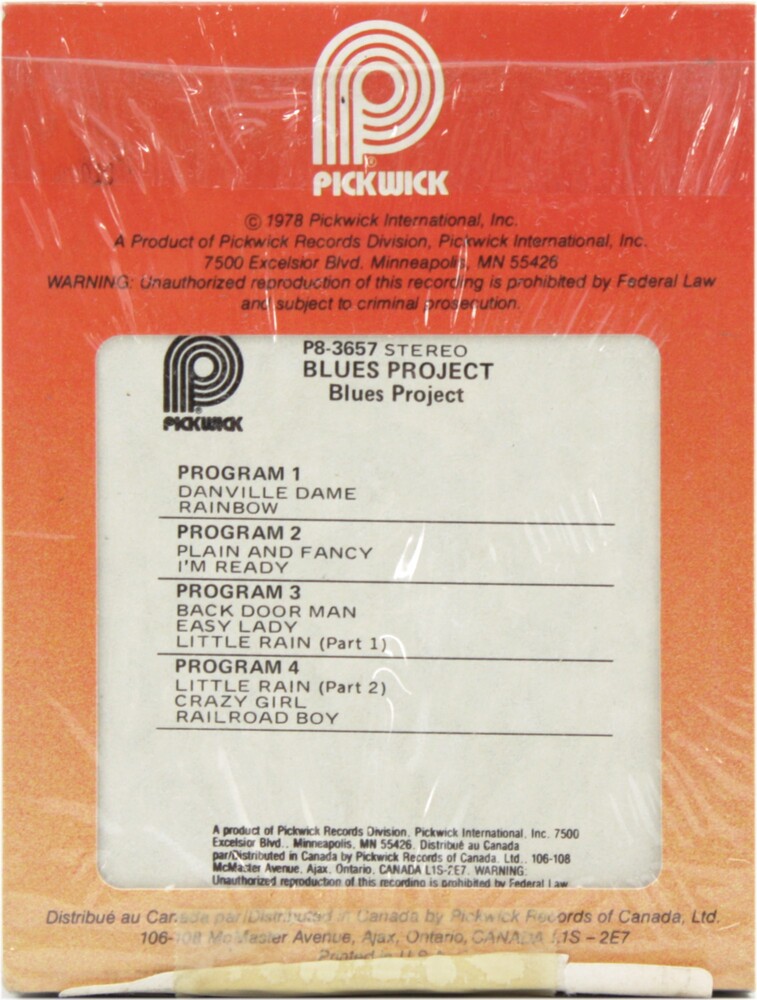 PICKWICK
© 1978 Pickwick International, Inc.
A Product of Pickwick Records Division, Pickwick International, Inc.
7500 Excelsior Blvd. Minneapolis, MN 55426
WARNING: Unauthorized reproduction of this recording is prohibited by Federal Law
and subject to criminal prosecution.
PICKWICK
P8-3657 STEREO
BLUES PROJECT
Blues Project
PROGRAM 1
DANVILLE DAME
RAINBOW
PROGRAM 2
PLAIN AND FANCY
I'M READY
PROGRAM 3
BACK DOOR MAN
EASY LADY
LITTLE RAIN (Part 1)
PROGRAM 4
LITTLE RAIN (Part 2)
CRAZY GIRL
RAILROAD BOY
A product of Pickwick Records Division, Pickwick International, Inc. 7500
Excelsior Blvd., Minneapolis, MN 55426. Distribué au Canada
par/Distributed in Canada by Pickwick Records of Canada, Ltd., 106-108
McMaster Avenue, Ajax, Ontario, CANADA L1S-2E7. WARNING:
Unauthorized reproduction of this recording is prohibited by Federal Law
Distribué au Canada par/Distributed in Canada by Pickwick Records of Canada, Ltd.
106-108 McMaster Avenue, Ajax, Ontario, CANADA L1S – 2E7
Printed in U.S.